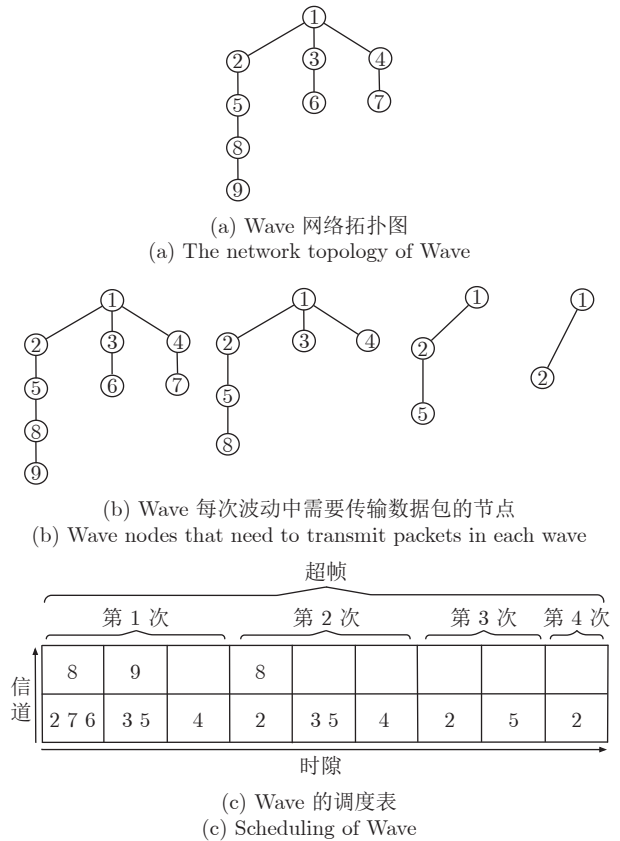 1
2 3 4
5 6 7
8
9
(a) Wave 网络拓扑图
(a) The network topology of Wave
1 1 1 1
2 3 4 2 3 4 2 2
5 6 7 5 5
8 8
9
(b) Wave 每次波动中需要传输数据包的节点
(b) Wave nodes that need to transmit packets in each wave
超帧
第 1 次 第 2 次 第 3 次 第 4 次
信道
8 9 8
2 7 6 3 5 4 2 3 5 4 2 5 2
时隙
(c) Wave 的调度表
(c) Scheduling of Wave